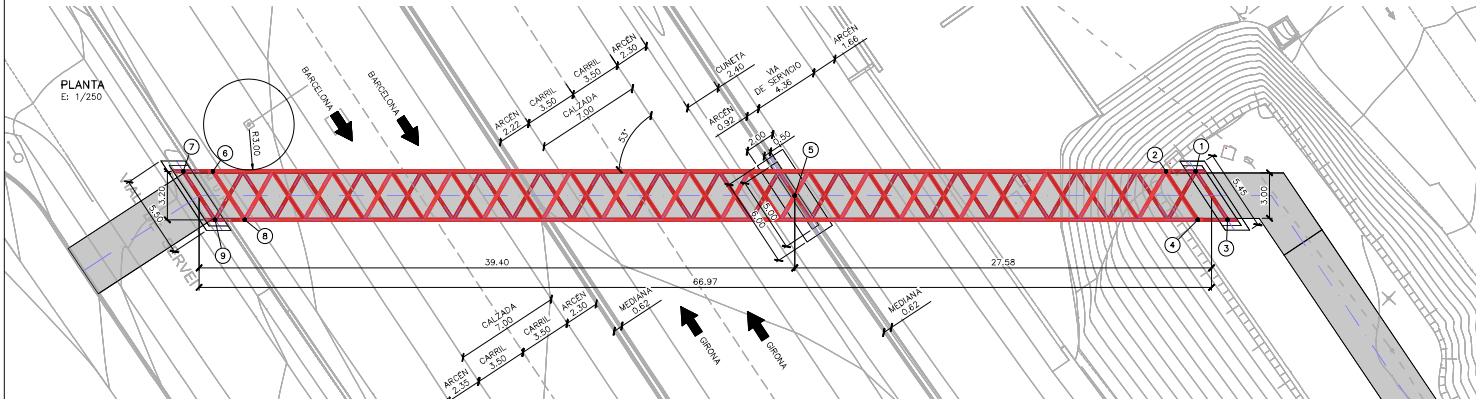 PLANTA
E: 1/250
R3.00
BARCELONA
BARCELONA
ARCÉN
2.22
CARRIL
3.50
CARRIL
3.50
ARCÉN
2.30
CALZADA
7.00
53°
CUNETA
2.40
ARCÉN
0.92
VIA
DE SERVICIO
4.36
ARCÉN
1.66
2.00
0.50
7
6
5
2
1
3.20
5.50
5.00
6.00
5.45
3.00
9
8
4
3
39.40
27.58
66.97
CALZADA
7.00
ARCÉN
2.35
CARRIL
3.50
CARRIL
3.50
ARCÉN
2.30
MEDIANA
0.62
GIRONA
GIRONA
MEDIANA
0.62